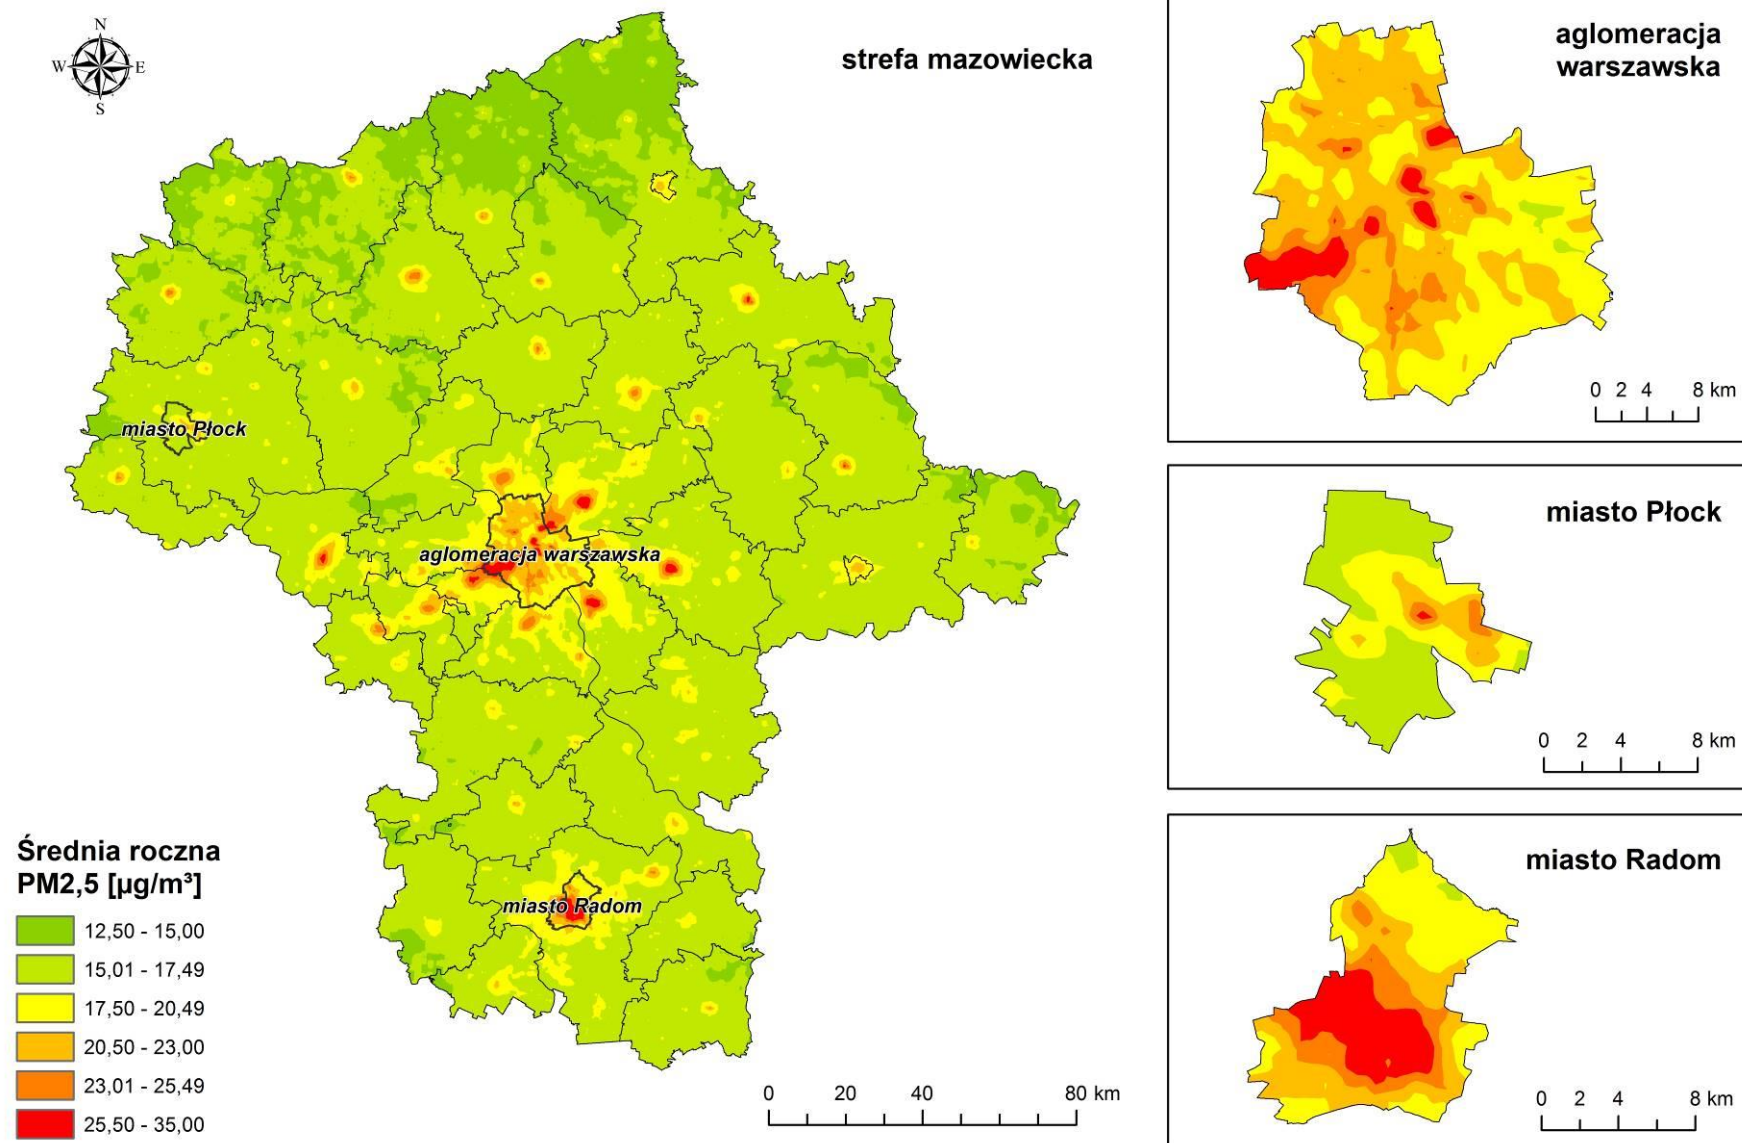 N
W E
S
strefa mazowiecka
miasto Płock
aglomeracja warszawska
miasto Radom
Średnia roczna
PM2,5 [µg/m³]
12,50 - 15,00
15,01 - 17,49
17,50 - 20,49
20,50 - 23,00
23,01 - 25,49
25,50 - 35,00
0 20 40 80 km
aglomeracja
warszawska
0 2 4 8 km
miasto Płock
0 2 4 8 km
miasto Radom
0 2 4 8 km